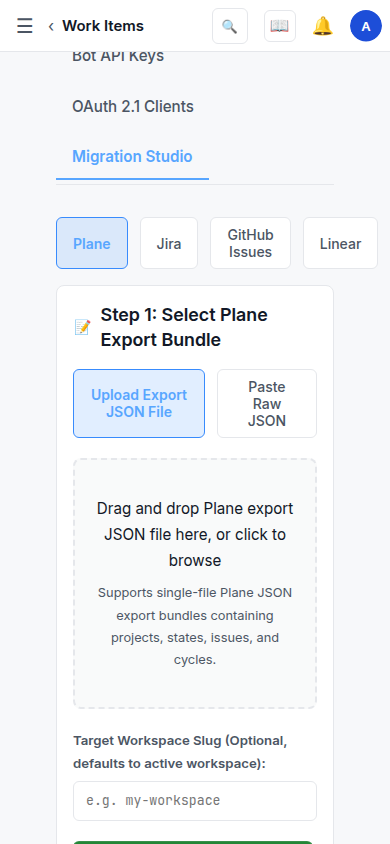 ‹ Work Items
A
Bot API Keys
OAuth 2.1 Clients
Migration Studio
Plane
Jira
GitHub
Issues
Linear
Step 1: Select Plane
Export Bundle
Upload Export
JSON File
Paste
Raw
JSON
Drag and drop Plane export
JSON file here, or click to
browse
Supports single-file Plane JSON
export bundles containing
projects, states, issues, and
cycles.
Target Workspace Slug (Optional,
defaults to active workspace):
e.g. my-workspace